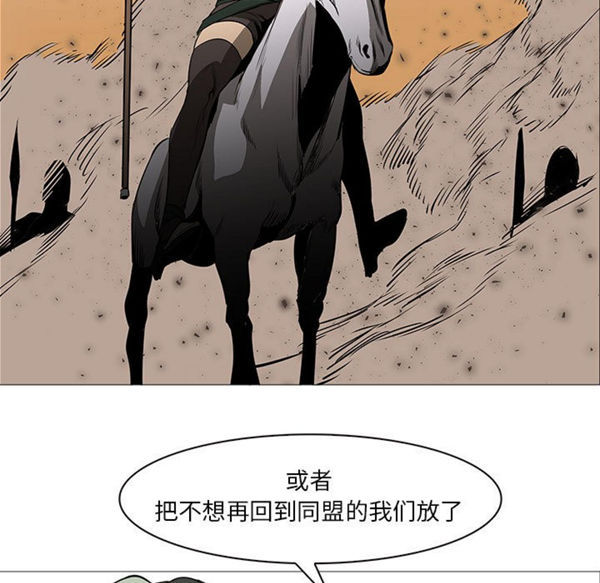 或者
把不想再回到同盟的我们放了